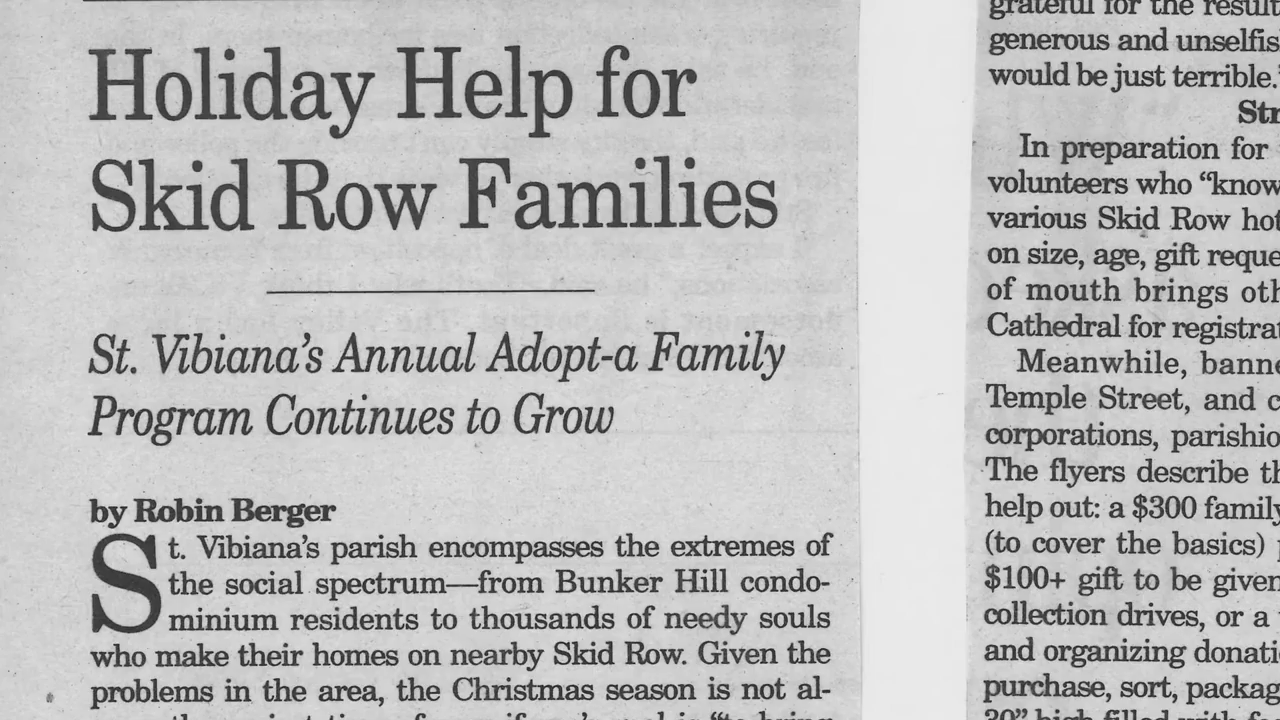 Holiday Help for
Skid Row Families
St. Vibiana's Annual Adopt-a Family
Program Continues to Grow
by Robin Berger
St. Vibiana's parish encompasses the extremes of
the social spectrum—from Bunker Hill condo-
minium residents to thousands of needy souls
who make their homes on nearby Skid Row. Given the
problems in the area, the Christmas season is not al-
grateful for the result
generous and unselfis
would be just terrible.
Str
In preparation for
volunteers who “know
various Skid Row hot
on size, age, gift reque
of mouth brings oth
Cathedral for registrat
Meanwhile, banne
Temple Street, and c
corporations, parishio
The flyers describe th
help out: a $300 family
(to cover the basics)
$100+ gift to be given
collection drives, or a
and organizing donati
purchase, sort, packag